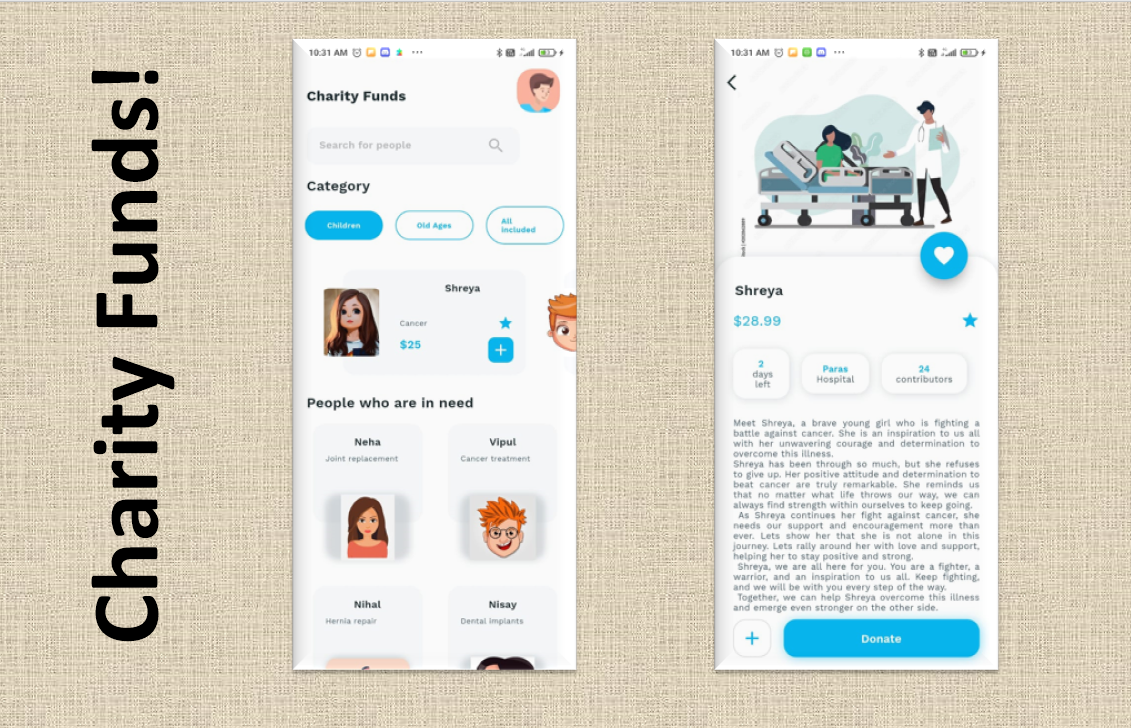 Charity Funds!
10:31 AM
Charity Funds
Search for people
Category
Children
Old Ages
All
included
Shreya
Cancer
$25
People who are in need
Neha
Joint replacement
Vipul
Cancer treatment
Nihal
Hernia repair
Nisay
Dental implants
10:31 AM
Shreya
$28.99
2
days
left
Paras
Hospital
24
contributors
Meet Shreya, a brave young girl who is fighting a
battle against cancer. She is an inspiration to us all
with her unwavering courage and determination to
overcome this illness.
Shreya has been through so much, but she refuses
to give up. Her positive attitude and determination to
beat cancer are truly remarkable. She reminds us
that no matter what life throws our way, we can
always find strength within ourselves to keep going.
As Shreya continues her fight against cancer, she
needs our support and encouragement more than
ever. Lets show her that she is not alone in this
journey. Lets rally around her with love and support,
helping her to stay positive and strong.
Shreya, we are all here for you. You are a fighter, a
warrior, and an inspiration to us all. Keep fighting,
and we will be with you every step of the way.
Together, we can help Shreya overcome this illness
and emerge even stronger on the other side.
Donate